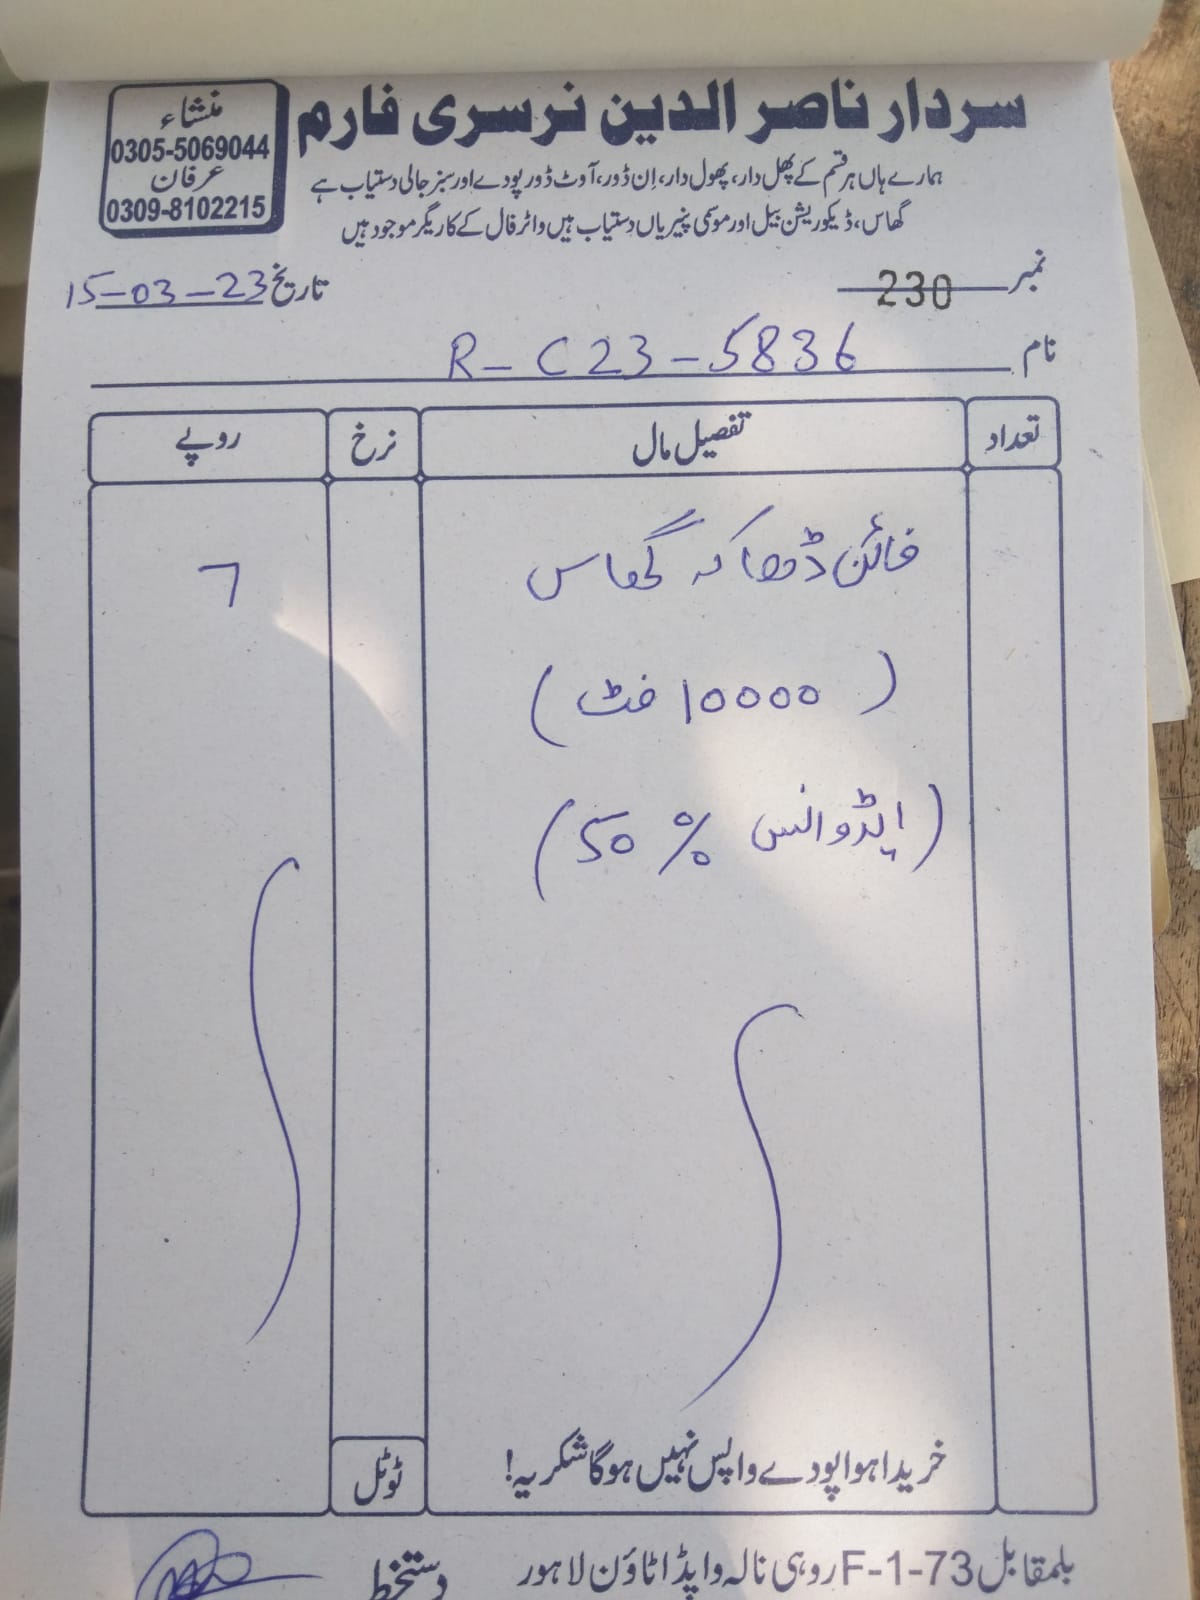 سردار ناصر الدین نرسری فارم
منشاء
0305-5069044
عرفان
0309-8102215
ہمارے ہاں ہر قسم کے پھل دار، پھول دار، اِن ڈور، آوٹ ڈور پودے اور سبز جالی دستیاب ہے
گھاس، ڈیکوریشن بیل اور موسمی پنیریاں دستیاب ہیں واٹر فال کے کاریگر موجود ہیں
نمبر 230 تاریخ 15-03-23
نام R-C23-5836
تعداد تفصیل مال نرخ روپے
فائن ڈھاکہ گھاس 7
(10000 فٹ)
(ایڈوانس 50 %)
خریدا ہوا پودے واپس نہیں ہوگا شکریہ! ٹوٹل
بلمقابل F-1-73 روہی نالہ واپڈا ٹاؤن لاہور دستخط